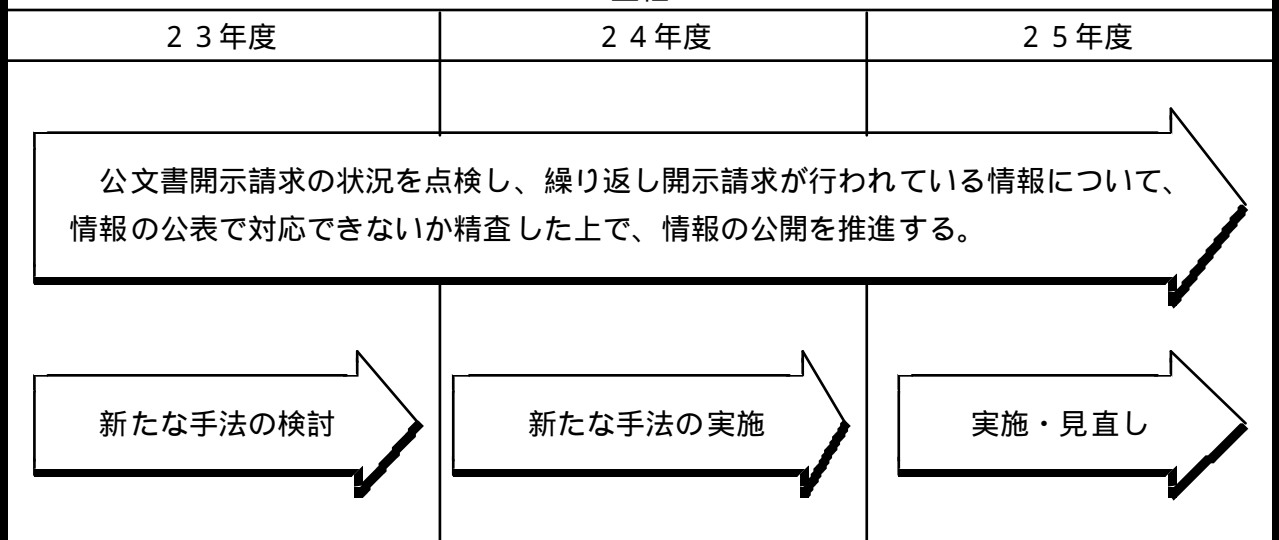 ２３年度 ２４年度 ２５年度
公文書開示請求の状況を点検し、繰り返し開示請求が行われている情報について、
情報の公表で対応できないか精査した上で、情報の公開を推進する。
新たな手法の検討 新たな手法の実施 実施・見直し